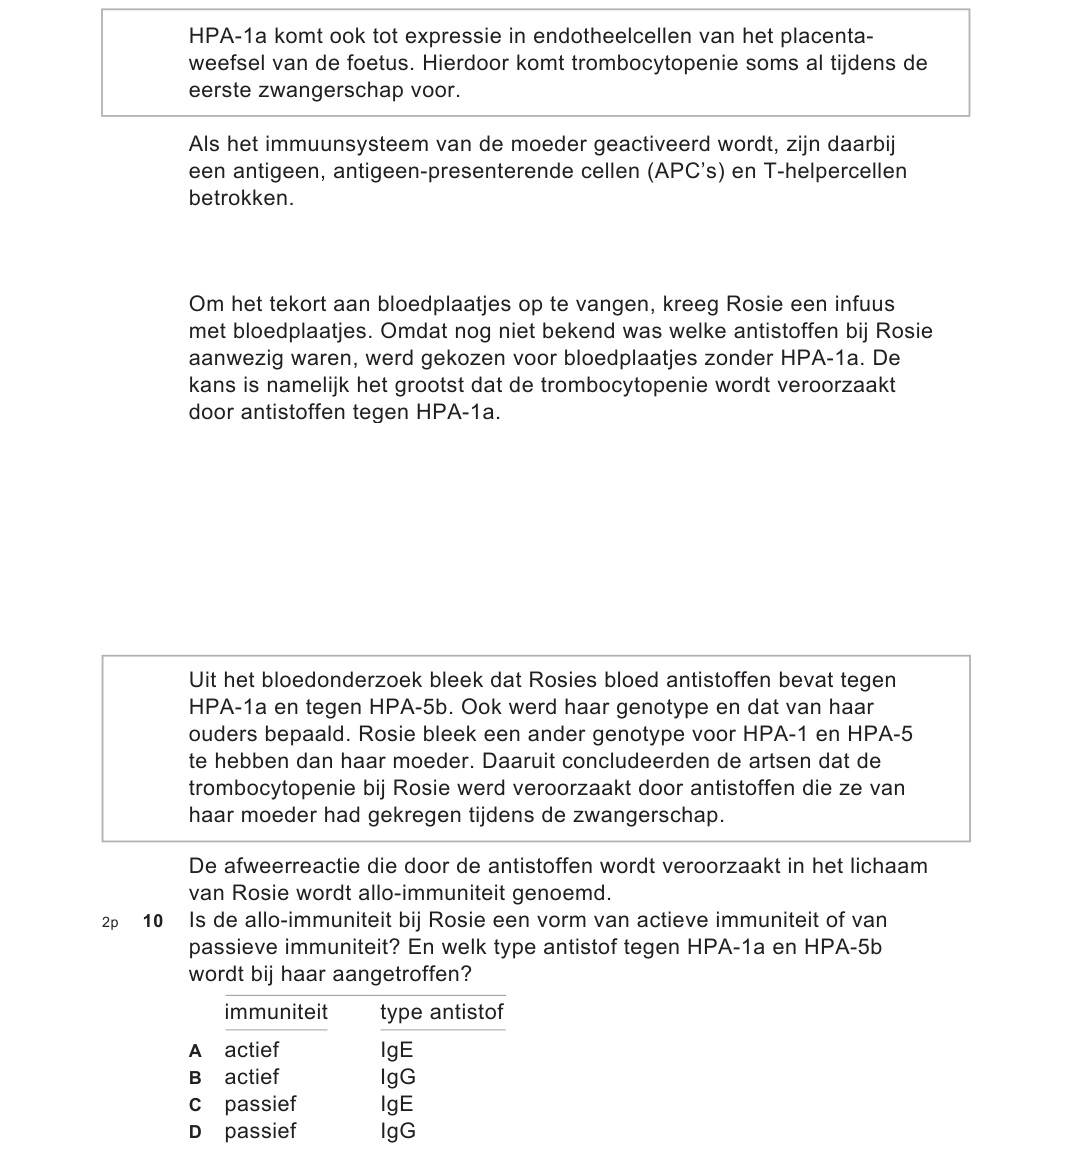 HPA-1a komt ook tot expressie in endotheelcellen van het placenta-
weefsel van de foetus. Hierdoor komt trombocytopenie soms al tijdens de
eerste zwangerschap voor.
Als het immuunsysteem van de moeder geactiveerd wordt, zijn daarbij
een antigeen, antigeen-presenterende cellen (APC's) en T-helpercellen
betrokken.
Om het tekort aan bloedplaatjes op te vangen, kreeg Rosie een infuus
met bloedplaatjes. Omdat nog niet bekend was welke antistoffen bij Rosie
aanwezig waren, werd gekozen voor bloedplaatjes zonder HPA-1a. De
kans is namelijk het grootst dat de trombocytopenie wordt veroorzaakt
door antistoffen tegen HPA-1a.
Uit het bloedonderzoek bleek dat Rosies bloed antistoffen bevat tegen
HPA-1a en tegen HPA-5b. Ook werd haar genotype en dat van haar
ouders bepaald. Rosie bleek een ander genotype voor HPA-1 en HPA-5
te hebben dan haar moeder. Daaruit concludeerden de artsen dat de
trombocytopenie bij Rosie werd veroorzaakt door antistoffen die ze van
haar moeder had gekregen tijdens de zwangerschap.
De afweerreactie die door de antistoffen wordt veroorzaakt in het lichaam
van Rosie wordt allo-immuniteit genoemd.
2p 10 Is de allo-immuniteit bij Rosie een vorm van actieve immuniteit of van
passieve immuniteit? En welk type antistof tegen HPA-1a en HPA-5b
wordt bij haar aangetroffen?
immuniteit type antistof
A actief IgE
B actief IgG
C passief IgE
D passief IgG